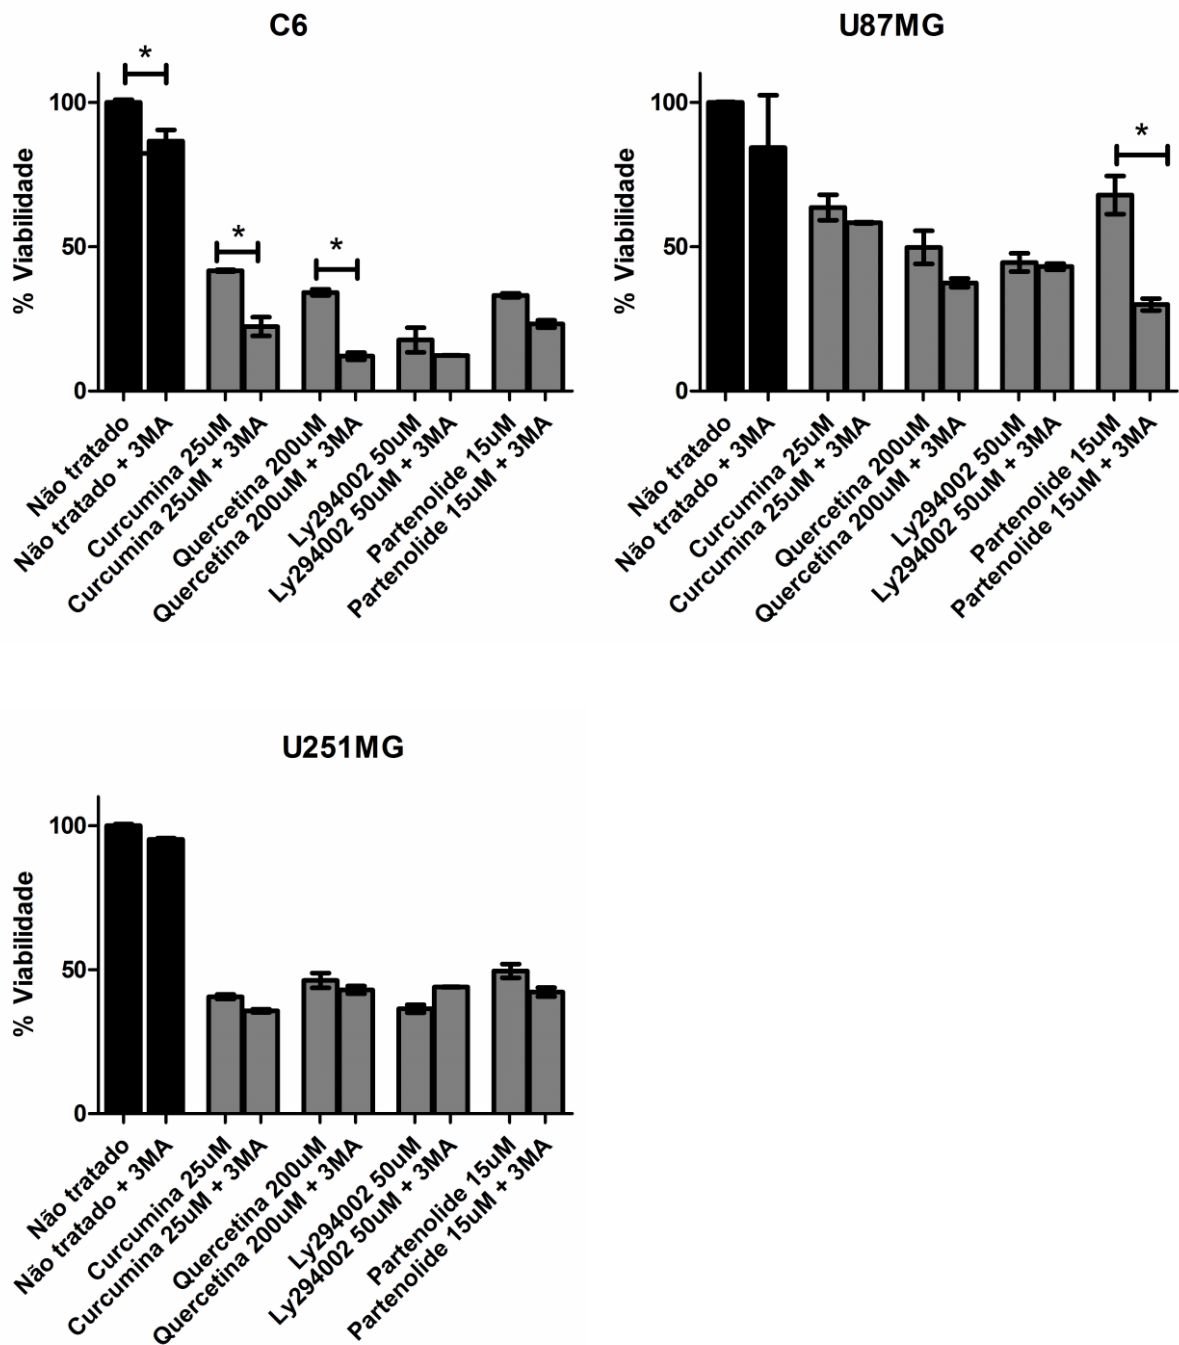 C6
*
*
*
100
50
0
% Viabilidade
Não tratado
Não tratado + 3MA
Curcumina 25uM
Curcumina 25uM + 3MA
Quercetina 200uM
Quercetina 200uM + 3MA
Ly294002 50uM
Ly294002 50uM + 3MA
Partenolide 15uM
Partenolide 15uM + 3MA
U87MG
*
100
50
0
% Viabilidade
Não tratado
Não tratado + 3MA
Curcumina 25uM
Curcumina 25uM + 3MA
Quercetina 200uM
Quercetina 200uM + 3MA
Ly294002 50uM
Ly294002 50uM + 3MA
Partenolide 15uM
Partenolide 15uM + 3MA
U251MG
100
50
0
% Viabilidade
Não tratado
Não tratado + 3MA
Curcumina 25uM
Curcumina 25uM + 3MA
Quercetina 200uM
Quercetina 200uM + 3MA
Ly294002 50uM
Ly294002 50uM + 3MA
Partenolide 15uM
Partenolide 15uM + 3MA